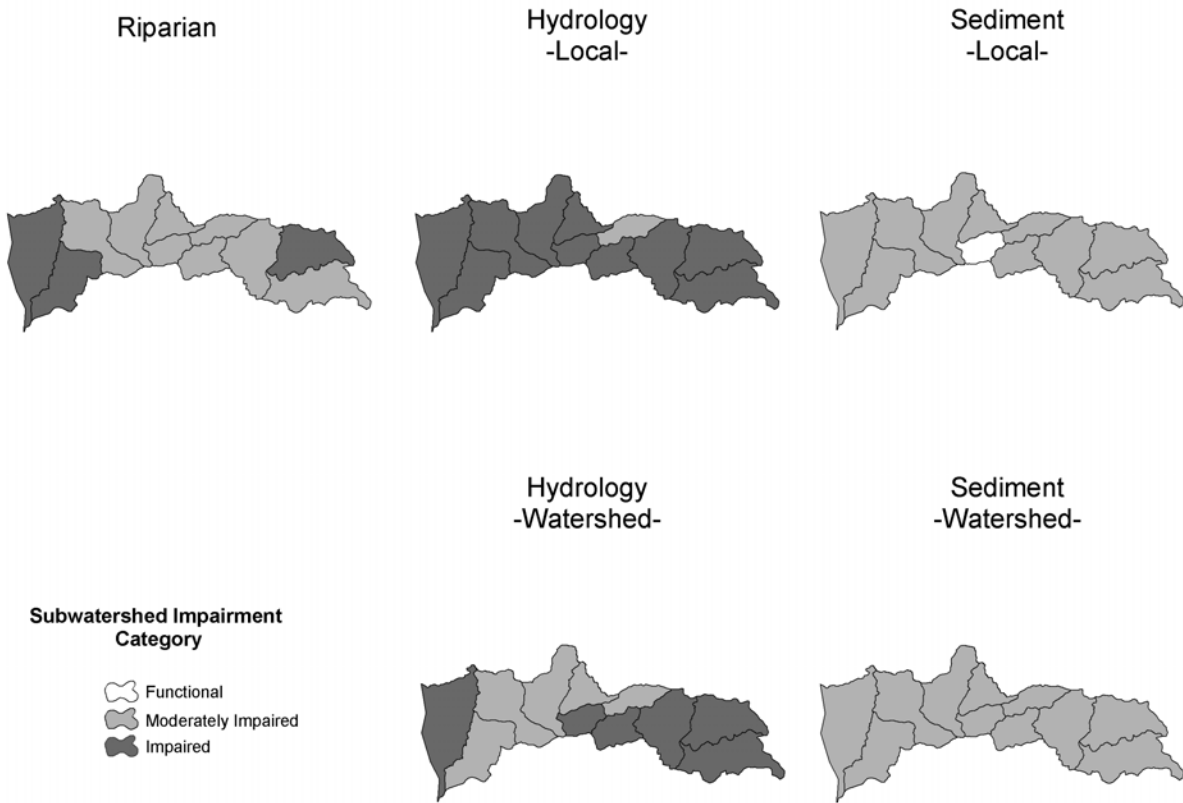 Riparian
Hydrology
-Local-
Sediment
-Local-
Hydrology
-Watershed-
Sediment
-Watershed-
Subwatershed Impairment
Category
Functional
Moderately Impaired
Impaired